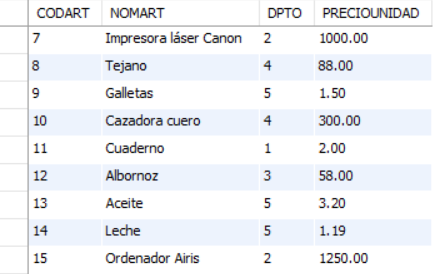 CODART NOMART DPTO PRECIOUNIDAD
7 Impresora láser Canon 2 1000.00
8 Tejano 4 88.00
9 Galletas 5 1.50
10 Cazadora cuero 4 300.00
11 Cuaderno 1 2.00
12 Albornoz 3 58.00
13 Aceite 5 3.20
14 Leche 5 1.19
15 Ordenador Airis 2 1250.00